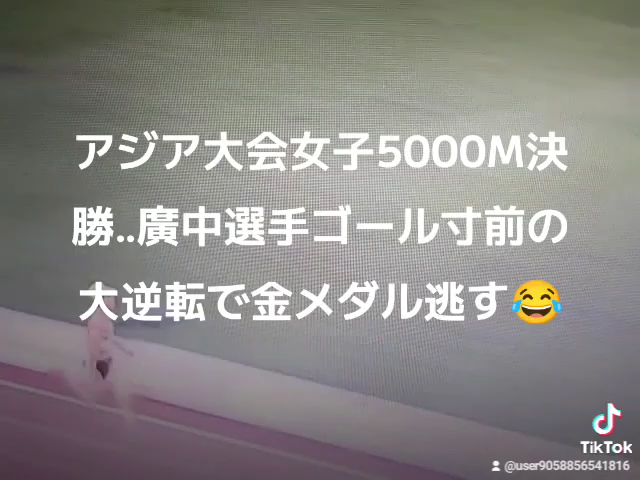 アジア大会女子5000M決
勝..廣中選手ゴール寸前の
大逆転で金メダル逃す😂
TikTok
@user9058856541816